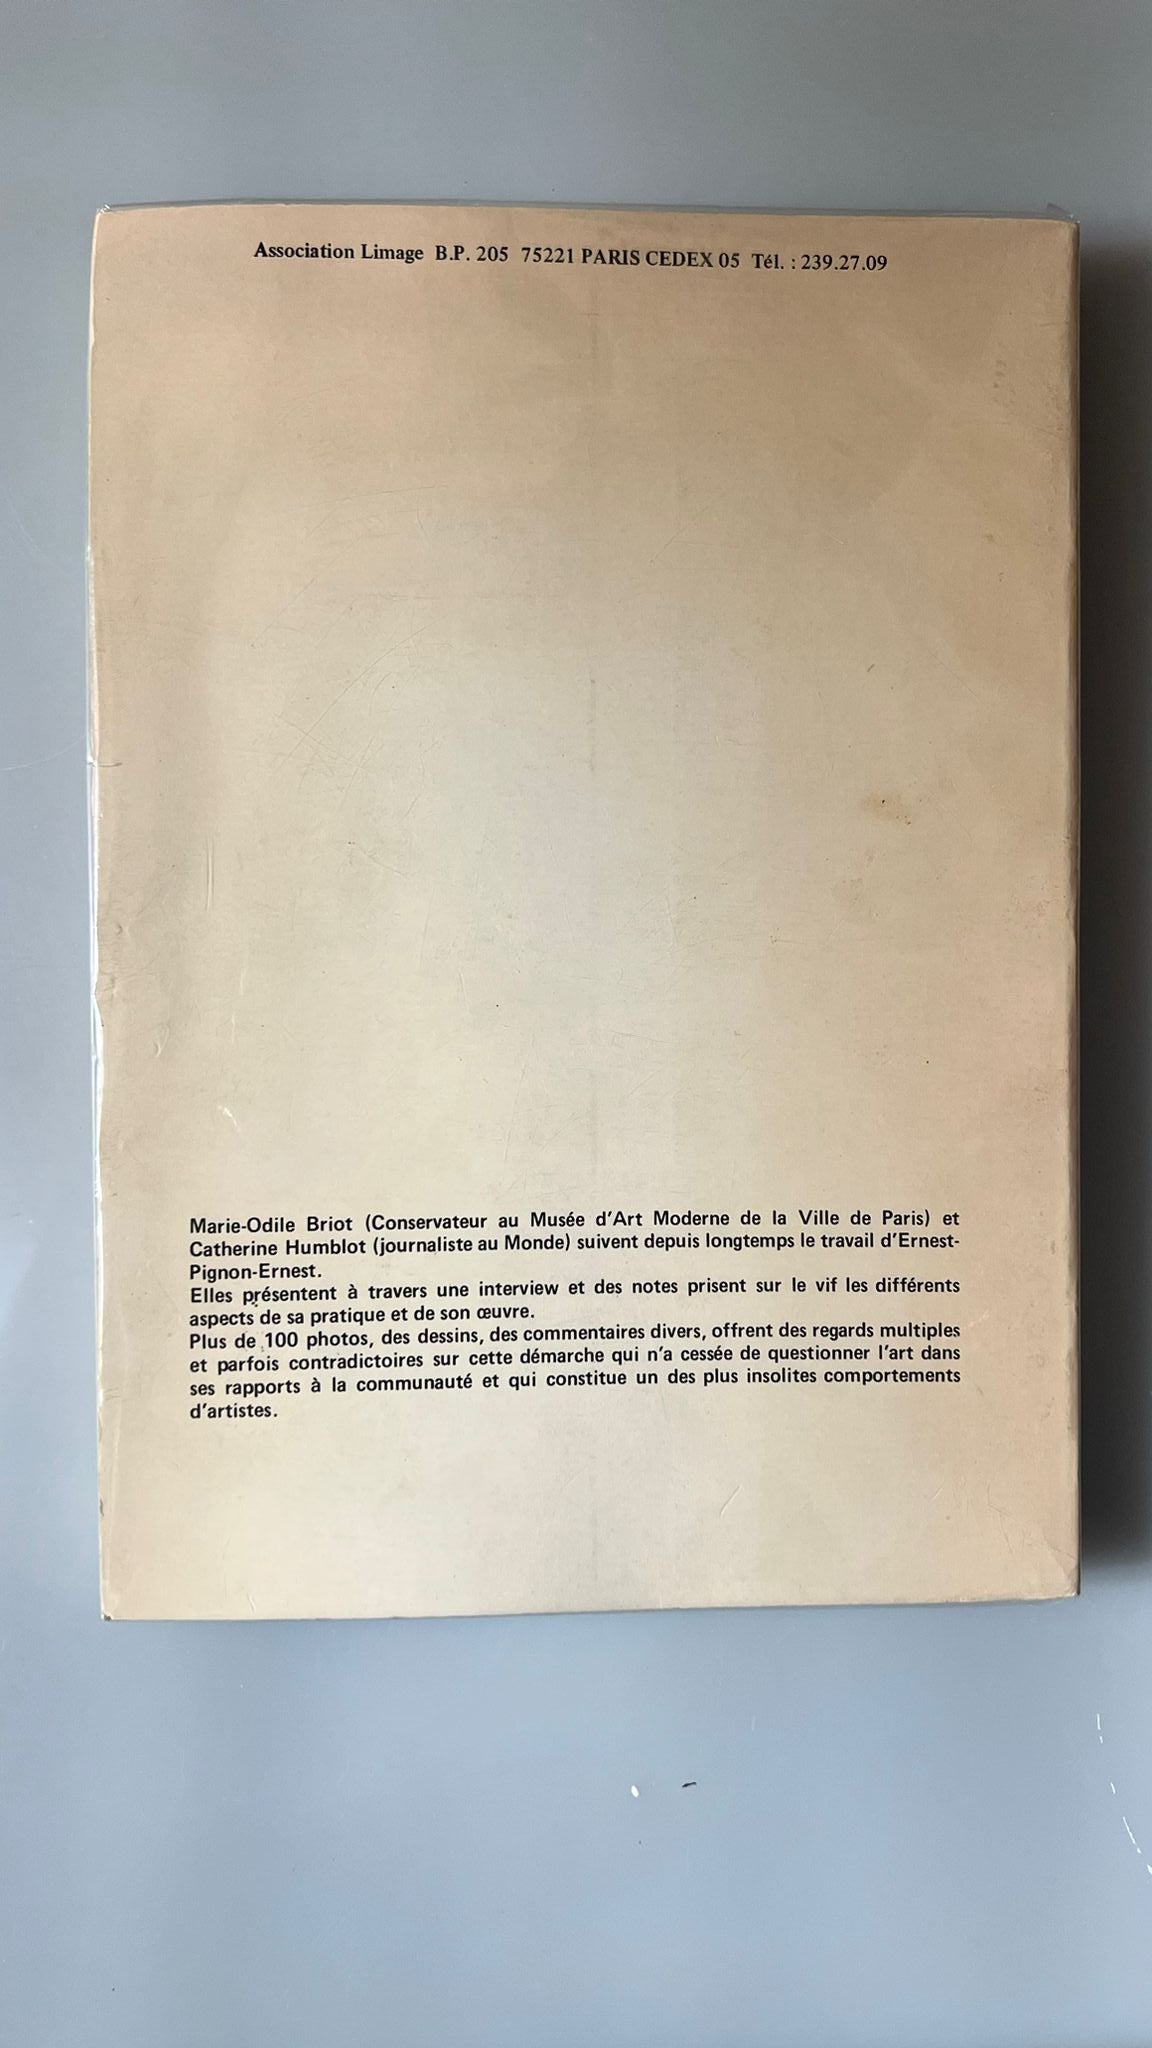 Association Limage B.P. 205 75221 PARIS CEDEX 05 Tél. : 239.27.09
Marie-Odile Briot (Conservateur au Musée d'Art Moderne de la Ville de Paris) et
Catherine Humblot (journaliste au Monde) suivent depuis longtemps le travail d'Ernest-
Pignon-Ernest.
Elles présentent à travers une interview et des notes prisent sur le vif les différents
aspects de sa pratique et de son œuvre.
Plus de 100 photos, des dessins, des commentaires divers, offrent des regards multiples
et parfois contradictoires sur cette démarche qui n'a cessée de questionner l'art dans
ses rapports à la communauté et qui constitue un des plus insolites comportements
d'artistes.